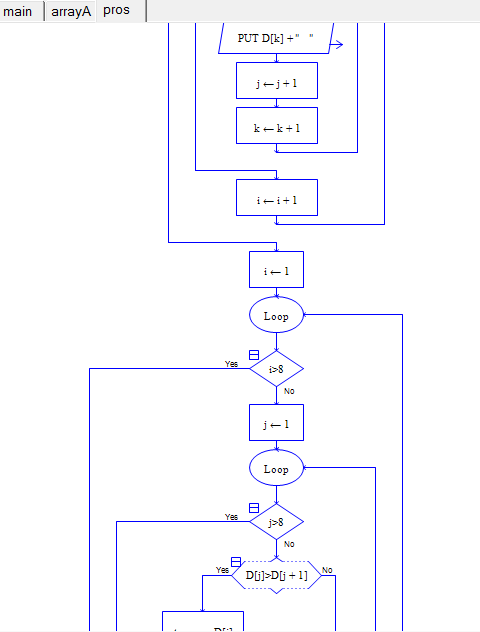 main arrayA pros
PUT D[k] +"   "
j ← j + 1
k ← k + 1
i ← i + 1
i ← 1
Loop
Yes
i>8
No
j ← 1
Loop
Yes
j>8
No
Yes
D[j]>D[j + 1]
No